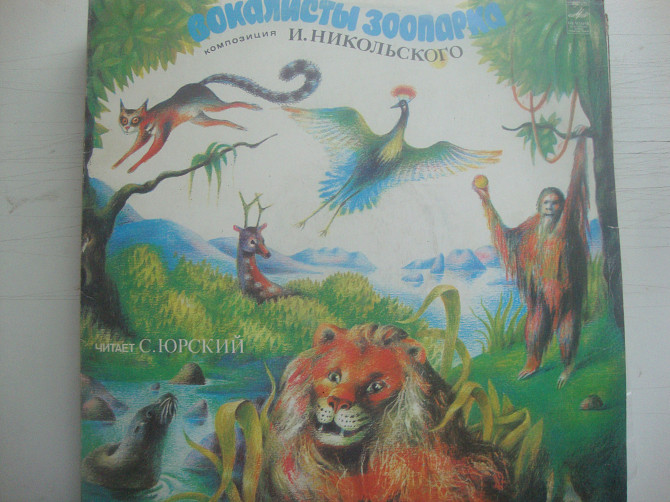 ВОКАЛИСТЫ ЗООПАРКА
КОМПОЗИЦИЯ И. НИКОЛЬСКОГО
ЧИТАЕТ С. ЮРСКИЙ